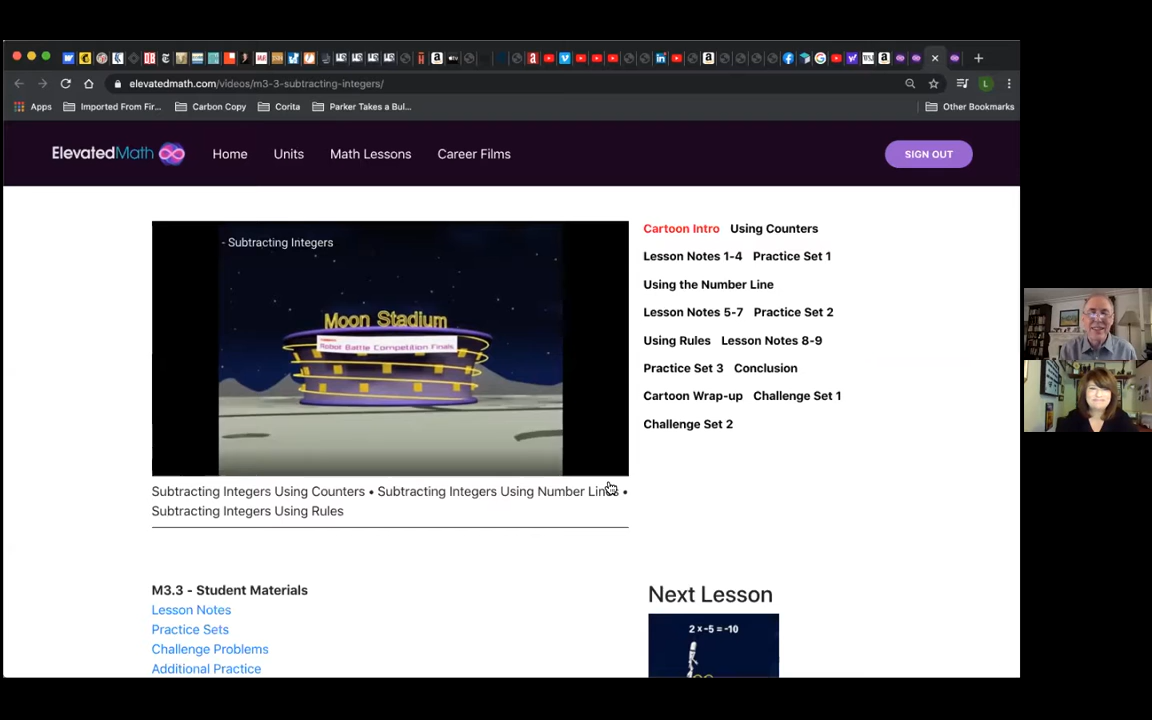 elevatedmath.com/videos/m3-3-subtracting-integers/
Apps Imported From Fir... Carbon Copy Corita Parker Takes a Bul... Other Bookmarks
ElevatedMath Home Units Math Lessons Career Films SIGN OUT
- Subtracting Integers
Moon Stadium
Robot Battle Competition Finals
Cartoon Intro Using Counters
Lesson Notes 1-4 Practice Set 1
Using the Number Line
Lesson Notes 5-7 Practice Set 2
Using Rules Lesson Notes 8-9
Practice Set 3 Conclusion
Cartoon Wrap-up Challenge Set 1
Challenge Set 2
Subtracting Integers Using Counters • Subtracting Integers Using Number Lines •
Subtracting Integers Using Rules
M3.3 - Student Materials
Lesson Notes
Practice Sets
Challenge Problems
Additional Practice
Next Lesson
2 x -5 = -10